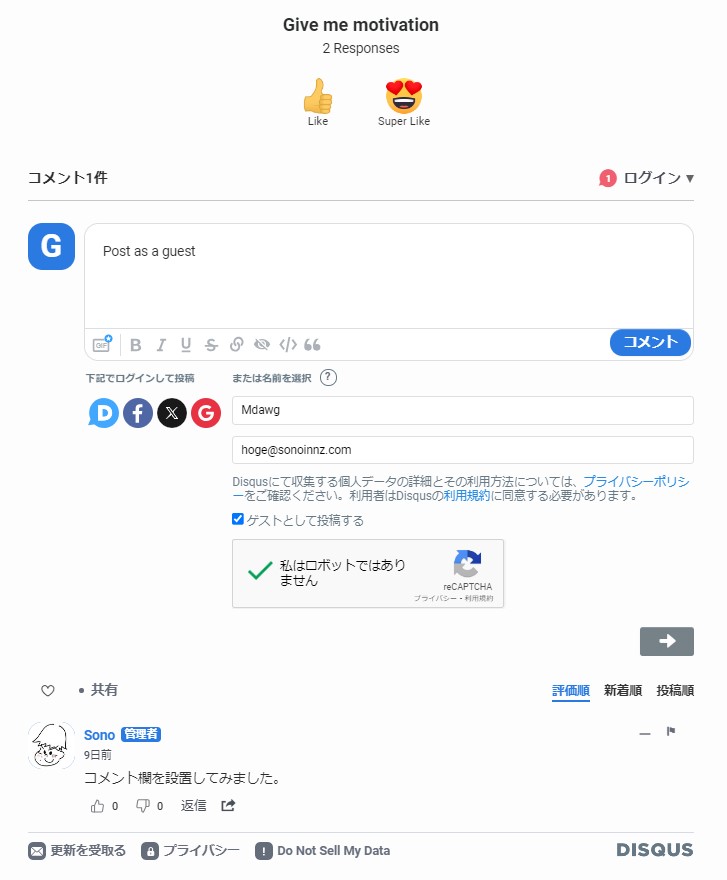 Give me motivation
2 Responses
Like
Super Like
コメント1件
1 ログイン ▼
G
Post as a guest
GIF B I U S </>
コメント
下記でログインして投稿
または名前を選択 ?
D f X G
Mdawg
hoge@sonoinnz.com
Disqusにて収集する個人データの詳細とその利用方法については、プライバシーポリシ
ーをご確認ください。利用者はDisqusの利用規約に同意する必要があります。
ゲストとして投稿する
私はロボットではあり
ません
reCAPTCHA
プライバシー・利用規約
• 共有
評価順 新着順 投稿順
Sono 管理者
9日前
コメント欄を設置してみました。
0 0 返信
更新を受取る プライバシー ! Do Not Sell My Data
DISQUS